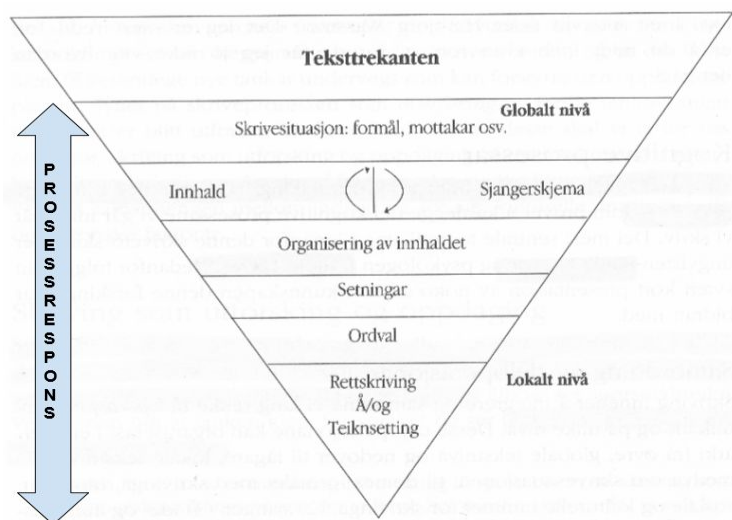 Teksttrekanten
Globalt nivå
Skrivesituasjon: formål, mottakar osv.
Innhald
Sjangerskjema
Organisering av innhaldet
Setningar
Ordval
Rettskriving
Lokalt nivå
Å/og
Teiknsetting
PROSESSRESPONS